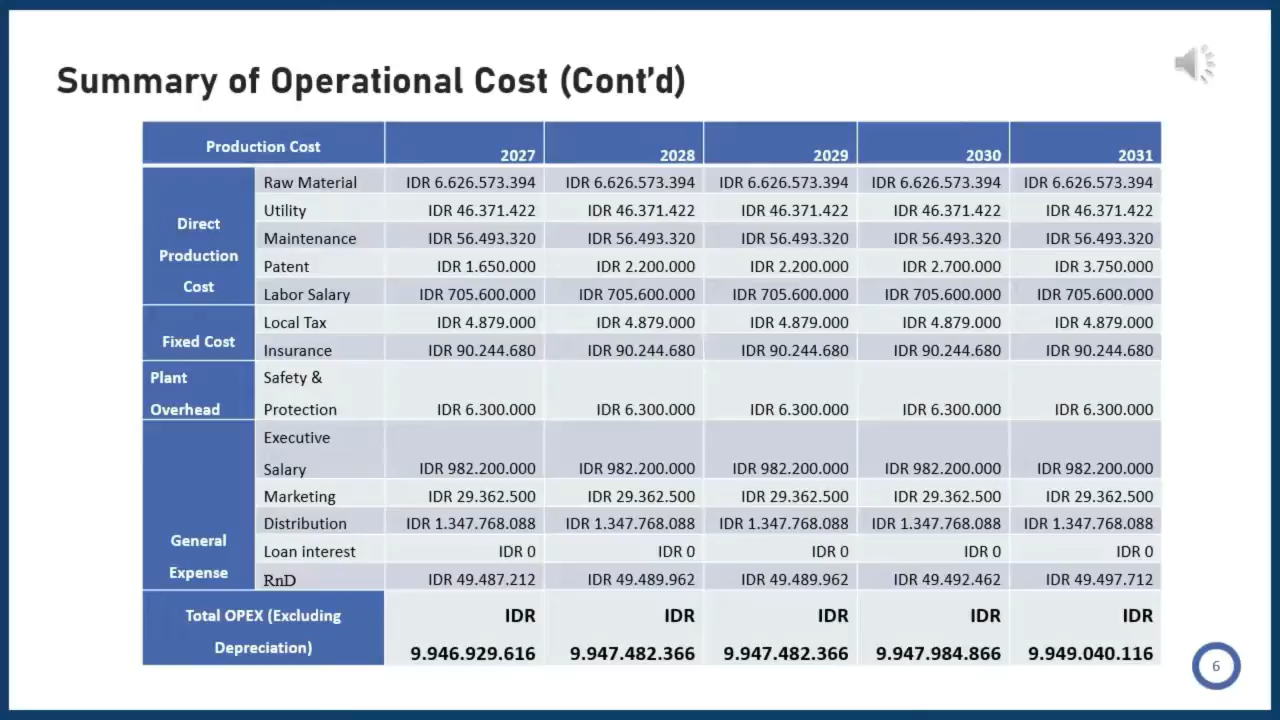 Summary of Operational Cost (Cont'd)
Production Cost 2027 2028 2029 2030 2031
Direct Production Cost
Raw Material IDR 6.626.573.394 IDR 6.626.573.394 IDR 6.626.573.394 IDR 6.626.573.394 IDR 6.626.573.394
Utility IDR 46.371.422 IDR 46.371.422 IDR 46.371.422 IDR 46.371.422 IDR 46.371.422
Maintenance IDR 56.493.320 IDR 56.493.320 IDR 56.493.320 IDR 56.493.320 IDR 56.493.320
Patent IDR 1.650.000 IDR 2.200.000 IDR 2.200.000 IDR 2.700.000 IDR 3.750.000
Labor Salary IDR 705.600.000 IDR 705.600.000 IDR 705.600.000 IDR 705.600.000 IDR 705.600.000
Fixed Cost
Local Tax IDR 4.879.000 IDR 4.879.000 IDR 4.879.000 IDR 4.879.000 IDR 4.879.000
Insurance IDR 90.244.680 IDR 90.244.680 IDR 90.244.680 IDR 90.244.680 IDR 90.244.680
Plant Overhead
Safety &
Protection IDR 6.300.000 IDR 6.300.000 IDR 6.300.000 IDR 6.300.000 IDR 6.300.000
General Expense
Executive
Salary IDR 982.200.000 IDR 982.200.000 IDR 982.200.000 IDR 982.200.000 IDR 982.200.000
Marketing IDR 29.362.500 IDR 29.362.500 IDR 29.362.500 IDR 29.362.500 IDR 29.362.500
Distribution IDR 1.347.768.088 IDR 1.347.768.088 IDR 1.347.768.088 IDR 1.347.768.088 IDR 1.347.768.088
Loan interest IDR 0 IDR 0 IDR 0 IDR 0 IDR 0
RnD IDR 49.487.212 IDR 49.489.962 IDR 49.489.962 IDR 49.492.462 IDR 49.497.712
Total OPEX (Excluding IDR IDR IDR IDR IDR
Depreciation) 9.946.929.616 9.947.482.366 9.947.482.366 9.947.984.866 9.949.040.116
6